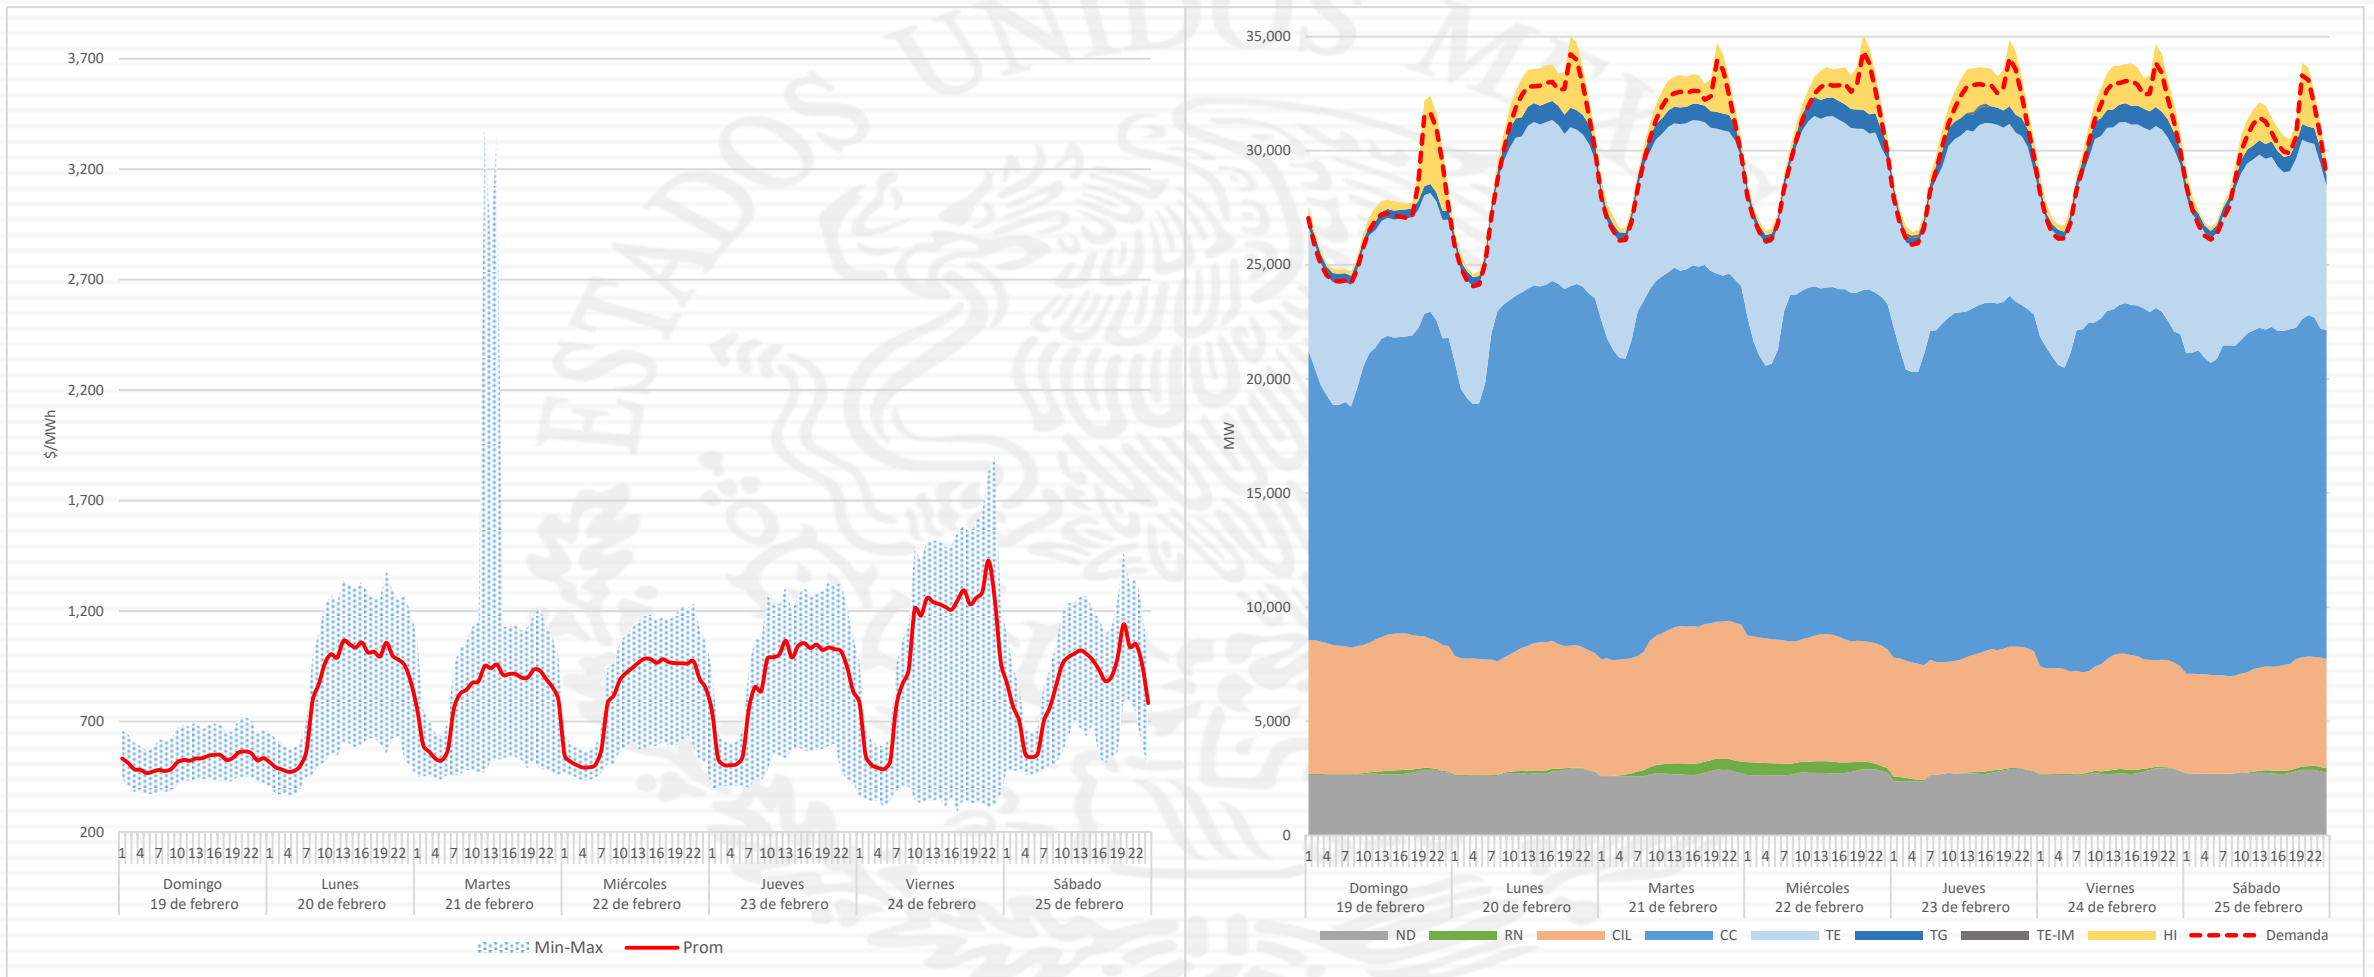 UNIDOS MEX
ESTADOS
3,700
3,200
2,700
2,200
1,700
1,200
700
200
$/MWh
1 4 7 10 13 16 19 22 1 4 7 10 13 16 19 22 1 4 7 10 13 16 19 22 1 4 7 10 13 16 19 22 1 4 7 10 13 16 19 22 1 4 7 10 13 16 19 22 1 4 7 10 13 16 19 22
Domingo Lunes Martes Miércoles Jueves Viernes Sábado
19 de febrero 20 de febrero 21 de febrero 22 de febrero 23 de febrero 24 de febrero 25 de febrero
Min-Max Prom
35,000
30,000
25,000
20,000
15,000
10,000
5,000
0
MW
1 4 7 10 13 16 19 22 1 4 7 10 13 16 19 22 1 4 7 10 13 16 19 22 1 4 7 10 13 16 19 22 1 4 7 10 13 16 19 22 1 4 7 10 13 16 19 22 1 4 7 10 13 16 19 22
Domingo Lunes Martes Miércoles Jueves Viernes Sábado
19 de febrero 20 de febrero 21 de febrero 22 de febrero 23 de febrero 24 de febrero 25 de febrero
ND RN CIL CC TE TG TE-IM HI Demanda